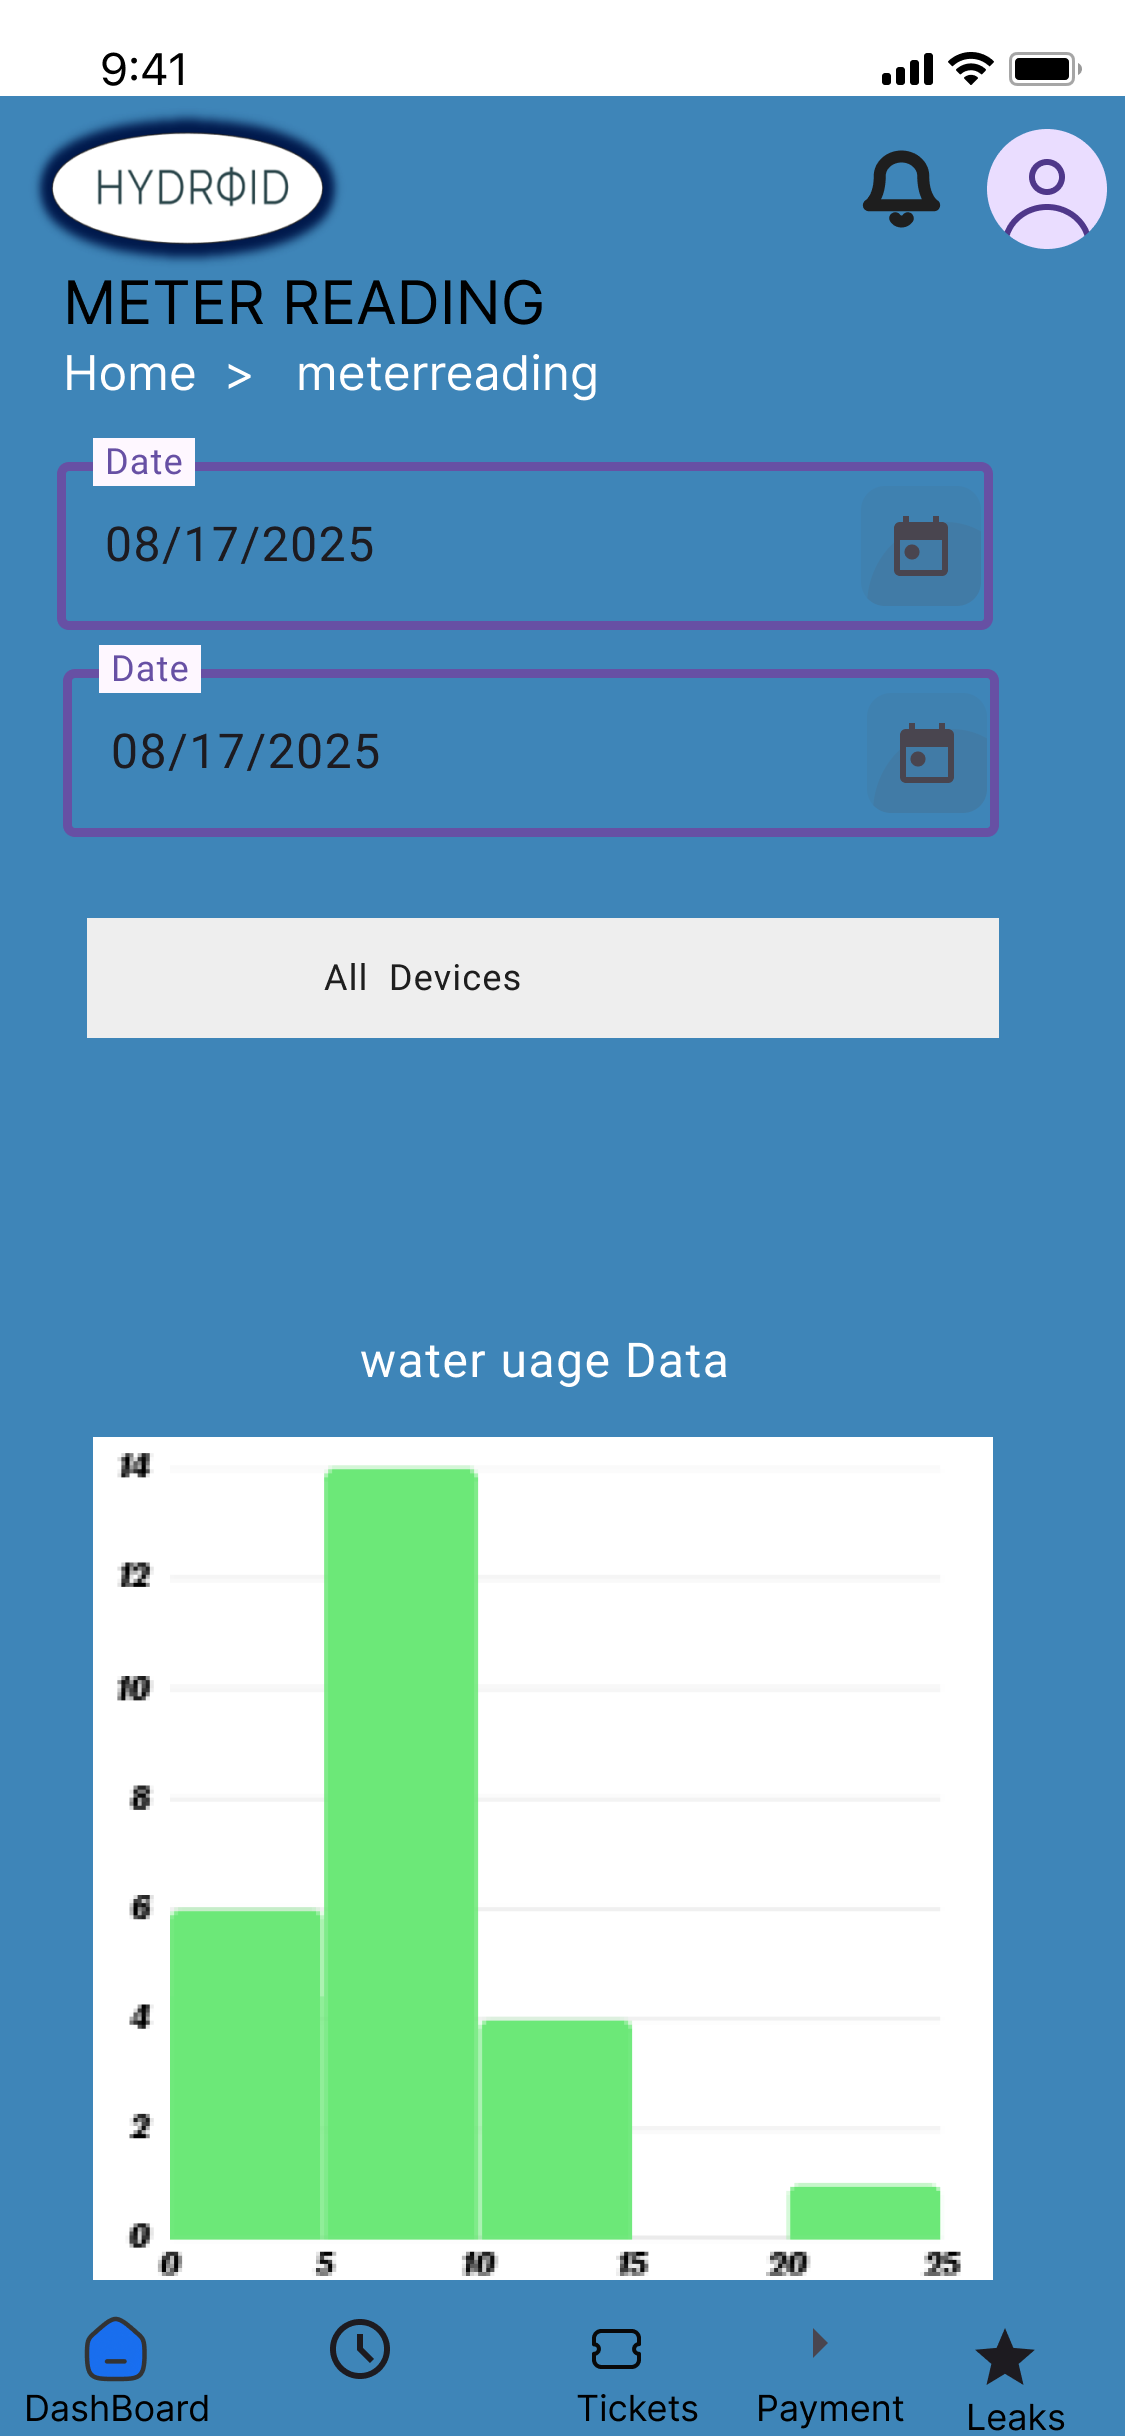 9:41
HYDRΦID
METER READING
Home > meterreading
Date
08/17/2025
Date
08/17/2025
All Devices
water uage Data
14
12
10
8
6
4
2
0
0 5 10 15 20 25
DashBoard Tickets Payment Leaks